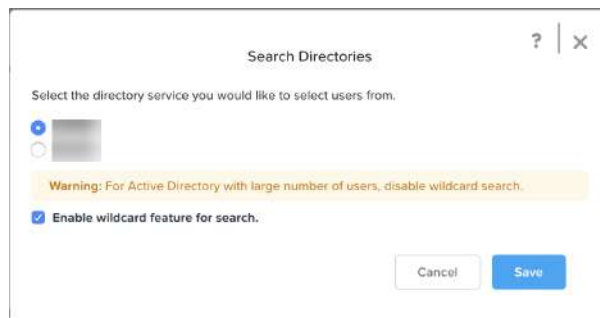 ?
Search Directories
Select the directory service you would like to select users from.
Warning: For Active Directory with large number of users, disable wildcard search.
Enable wildcard feature for search.
Cancel
Save